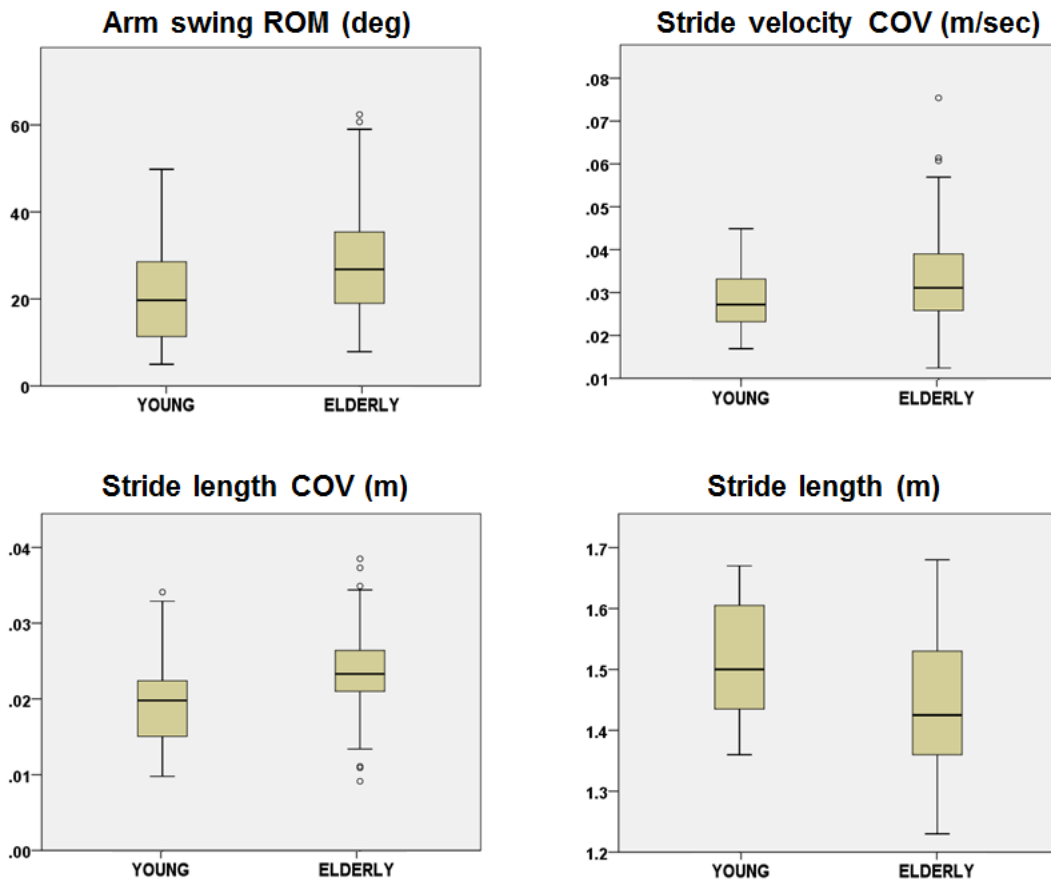 Arm swing ROM (deg)
60
40
20
0
YOUNG ELDERLY
Stride velocity COV (m/sec)
.08
.07
.06
.05
.04
.03
.02
.01
YOUNG ELDERLY
Stride length COV (m)
.04
.03
.02
.01
.00
YOUNG ELDERLY
Stride length (m)
1.7
1.6
1.5
1.4
1.3
1.2
YOUNG ELDERLY